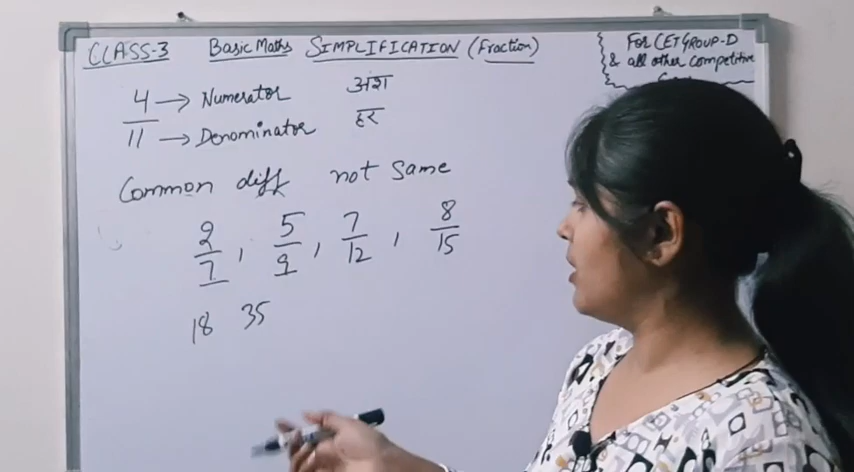 CLASS-3 Basic Maths SIMPLIFICATION (Fraction)
For CET GROUP-D
& all other competitive
4 → Numerator अंश
11 → Denominator हर
Common diff not same
2/7, 5/9, 7/12, 8/15
18 35